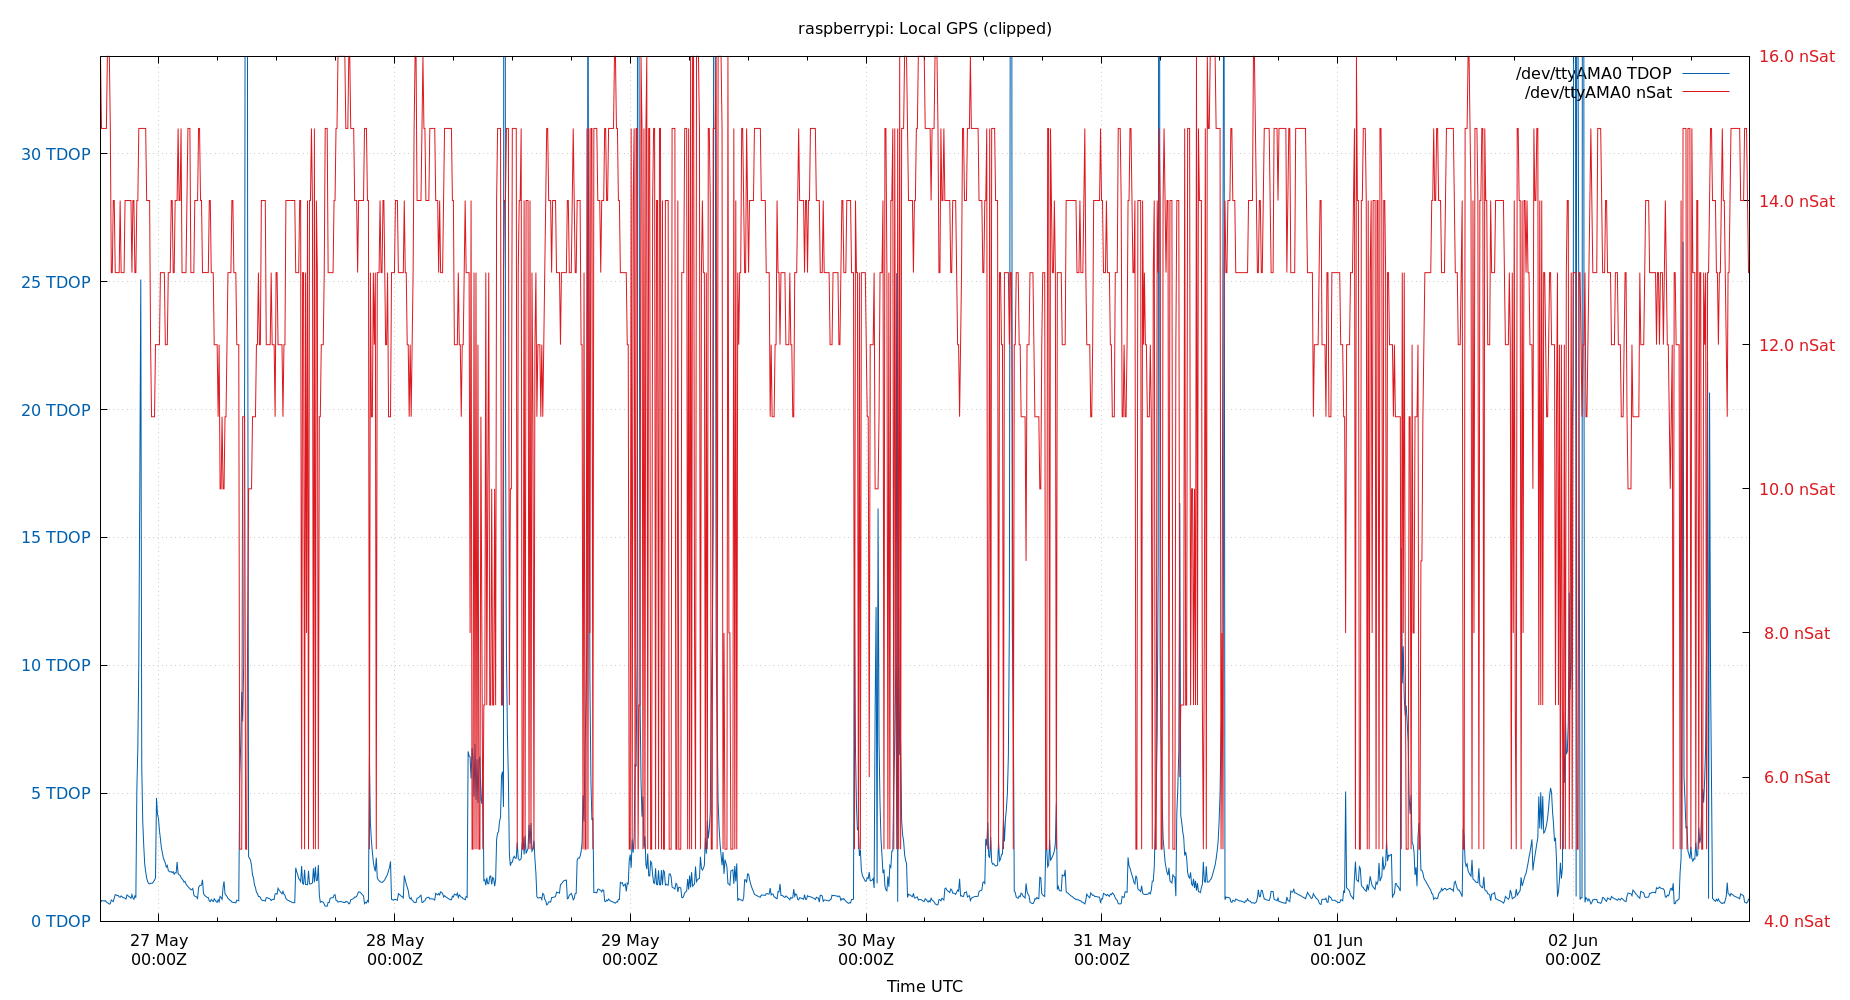 raspberrypi: Local GPS (clipped)
/dev/ttyAMA0 TDOP
/dev/ttyAMA0 nSat
30 TDOP
25 TDOP
20 TDOP
15 TDOP
10 TDOP
5 TDOP
0 TDOP
16.0 nSat
14.0 nSat
12.0 nSat
10.0 nSat
8.0 nSat
6.0 nSat
4.0 nSat
27 May 28 May 29 May 30 May 31 May 01 Jun 02 Jun
00:00Z 00:00Z 00:00Z 00:00Z 00:00Z 00:00Z 00:00Z
Time UTC